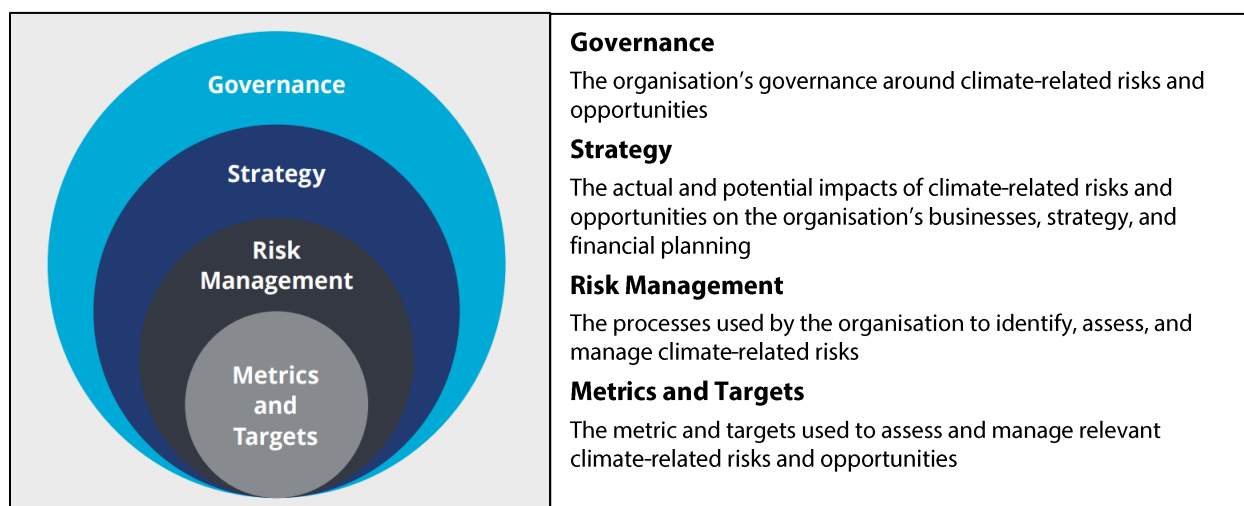 Governance
Strategy
Risk
Management
Metrics
and
Targets
Governance
The organisation’s governance around climate-related risks and
opportunities
Strategy
The actual and potential impacts of climate-related risks and
opportunities on the organisation’s businesses, strategy, and
financial planning
Risk Management
The processes used by the organisation to identify, assess, and
manage climate-related risks
Metrics and Targets
The metric and targets used to assess and manage relevant
climate-related risks and opportunities